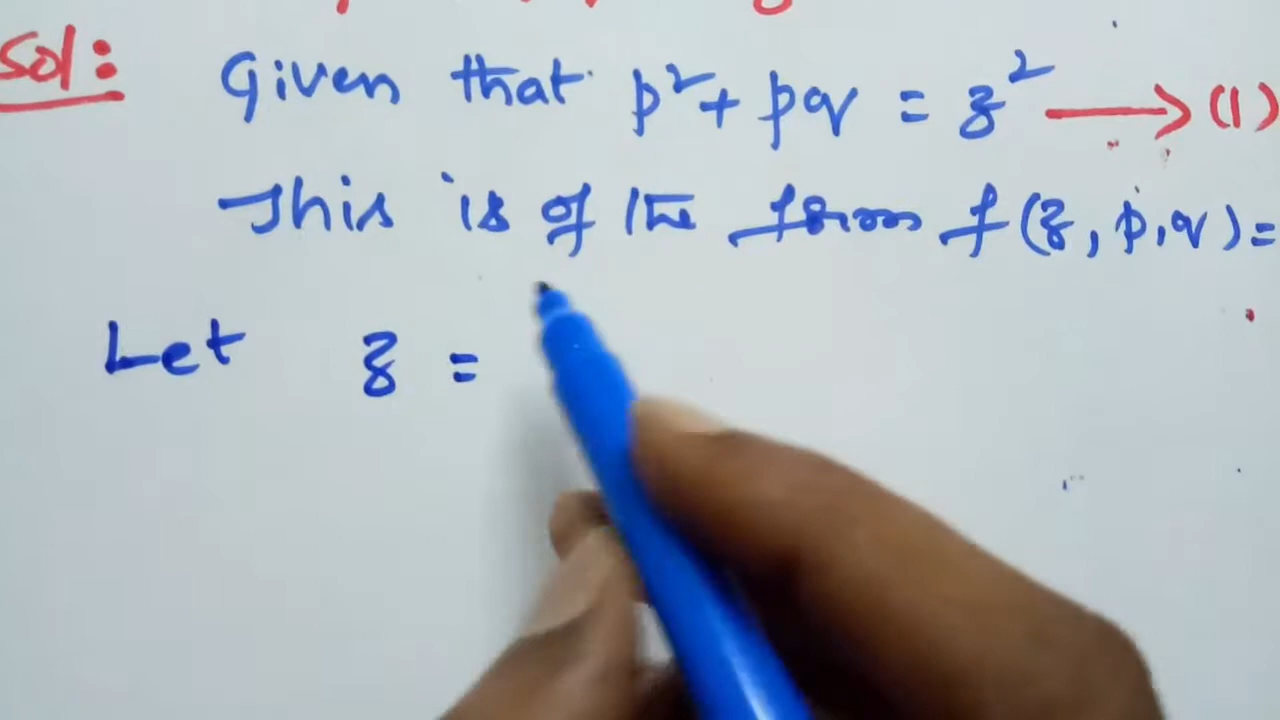 Sol: Given that p² + pq = z² → (1)
This is of the form f(z, p, q) =
Let z =